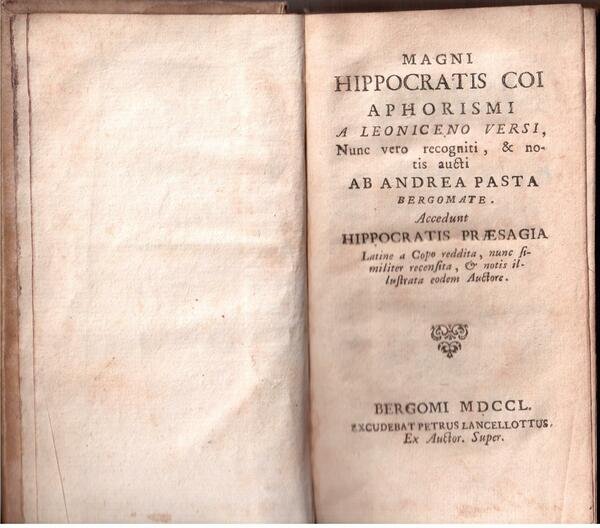 MAGNI
HIPPOCRATIS COI
APHORISMI
A LEONICENO VERSI,
Nunc vero recogniti, & no-
tis aucti
AB ANDREA PASTA
BERGOMATE.
Accedunt
HIPPOCRATIS PRÆSAGIA
Latine a Copo reddita, nunc ſi-
militer recenſita, & notis il-
luſtrata eodem Auctore.
BERGOMI MDCCL.
EXCUDEBAT PETRUS LANCELLOTTUS.
Ex Auctor. Super.